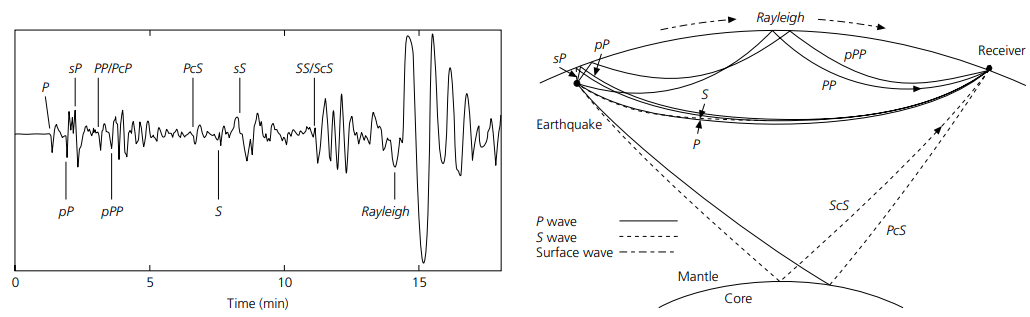 P
sP
PP/PcP
PcS
sS
SS/ScS
pP
pPP
S
Rayleigh
0
5
10
15
Time (min)
Rayleigh
sP
pP
pPP
PP
Receiver
Earthquake
S
P
ScS
PcS
P wave
S wave
Surface wave
Mantle
Core